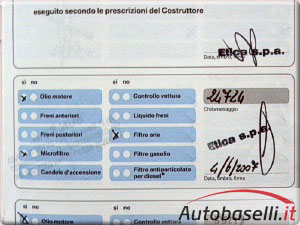 eseguito secondo le prescrizioni del Costruttore
Etica s.p.a.
Data, timbro, firma
si no si no
Olio motore Controllo vettura 24724
Freni anteriori Liquido freni Chilometraggio
Freni posteriori Filtro aria Etica s.p.a.
Microfiltro Filtro gasolio 4/6/2007
Candele d'accensione Filtro antiparticolato per diesel* Data, timbro, firma
si no si no
Olio motore Controllo vettura
Autobaselli.it